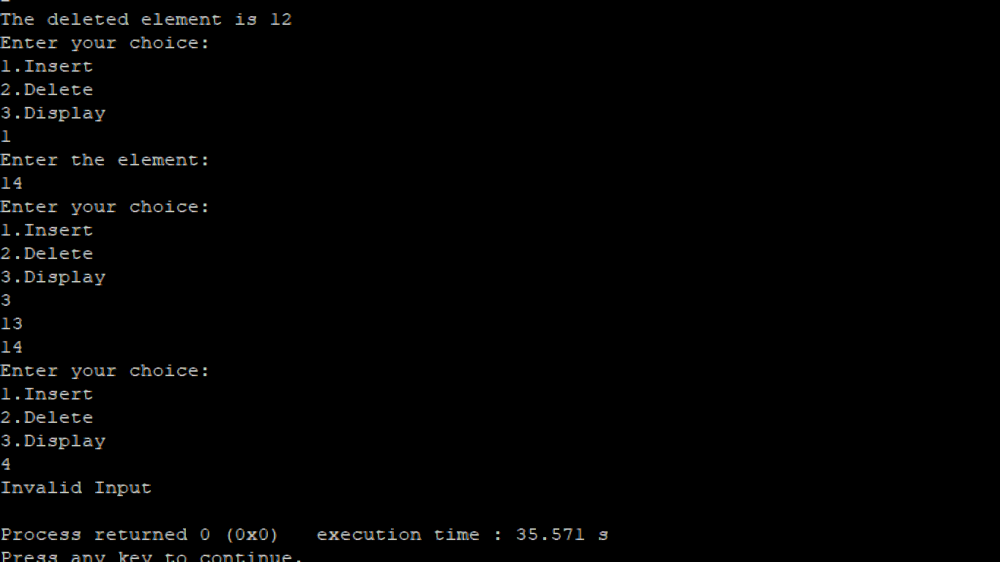 The deleted element is 12
Enter your choice:
1.Insert
2.Delete
3.Display
1
Enter the element:
14
Enter your choice:
1.Insert
2.Delete
3.Display
3
13
14
Enter your choice:
1.Insert
2.Delete
3.Display
4
Invalid Input
Process returned 0 (0x0)   execution time : 35.571 s
Press any key to continue.